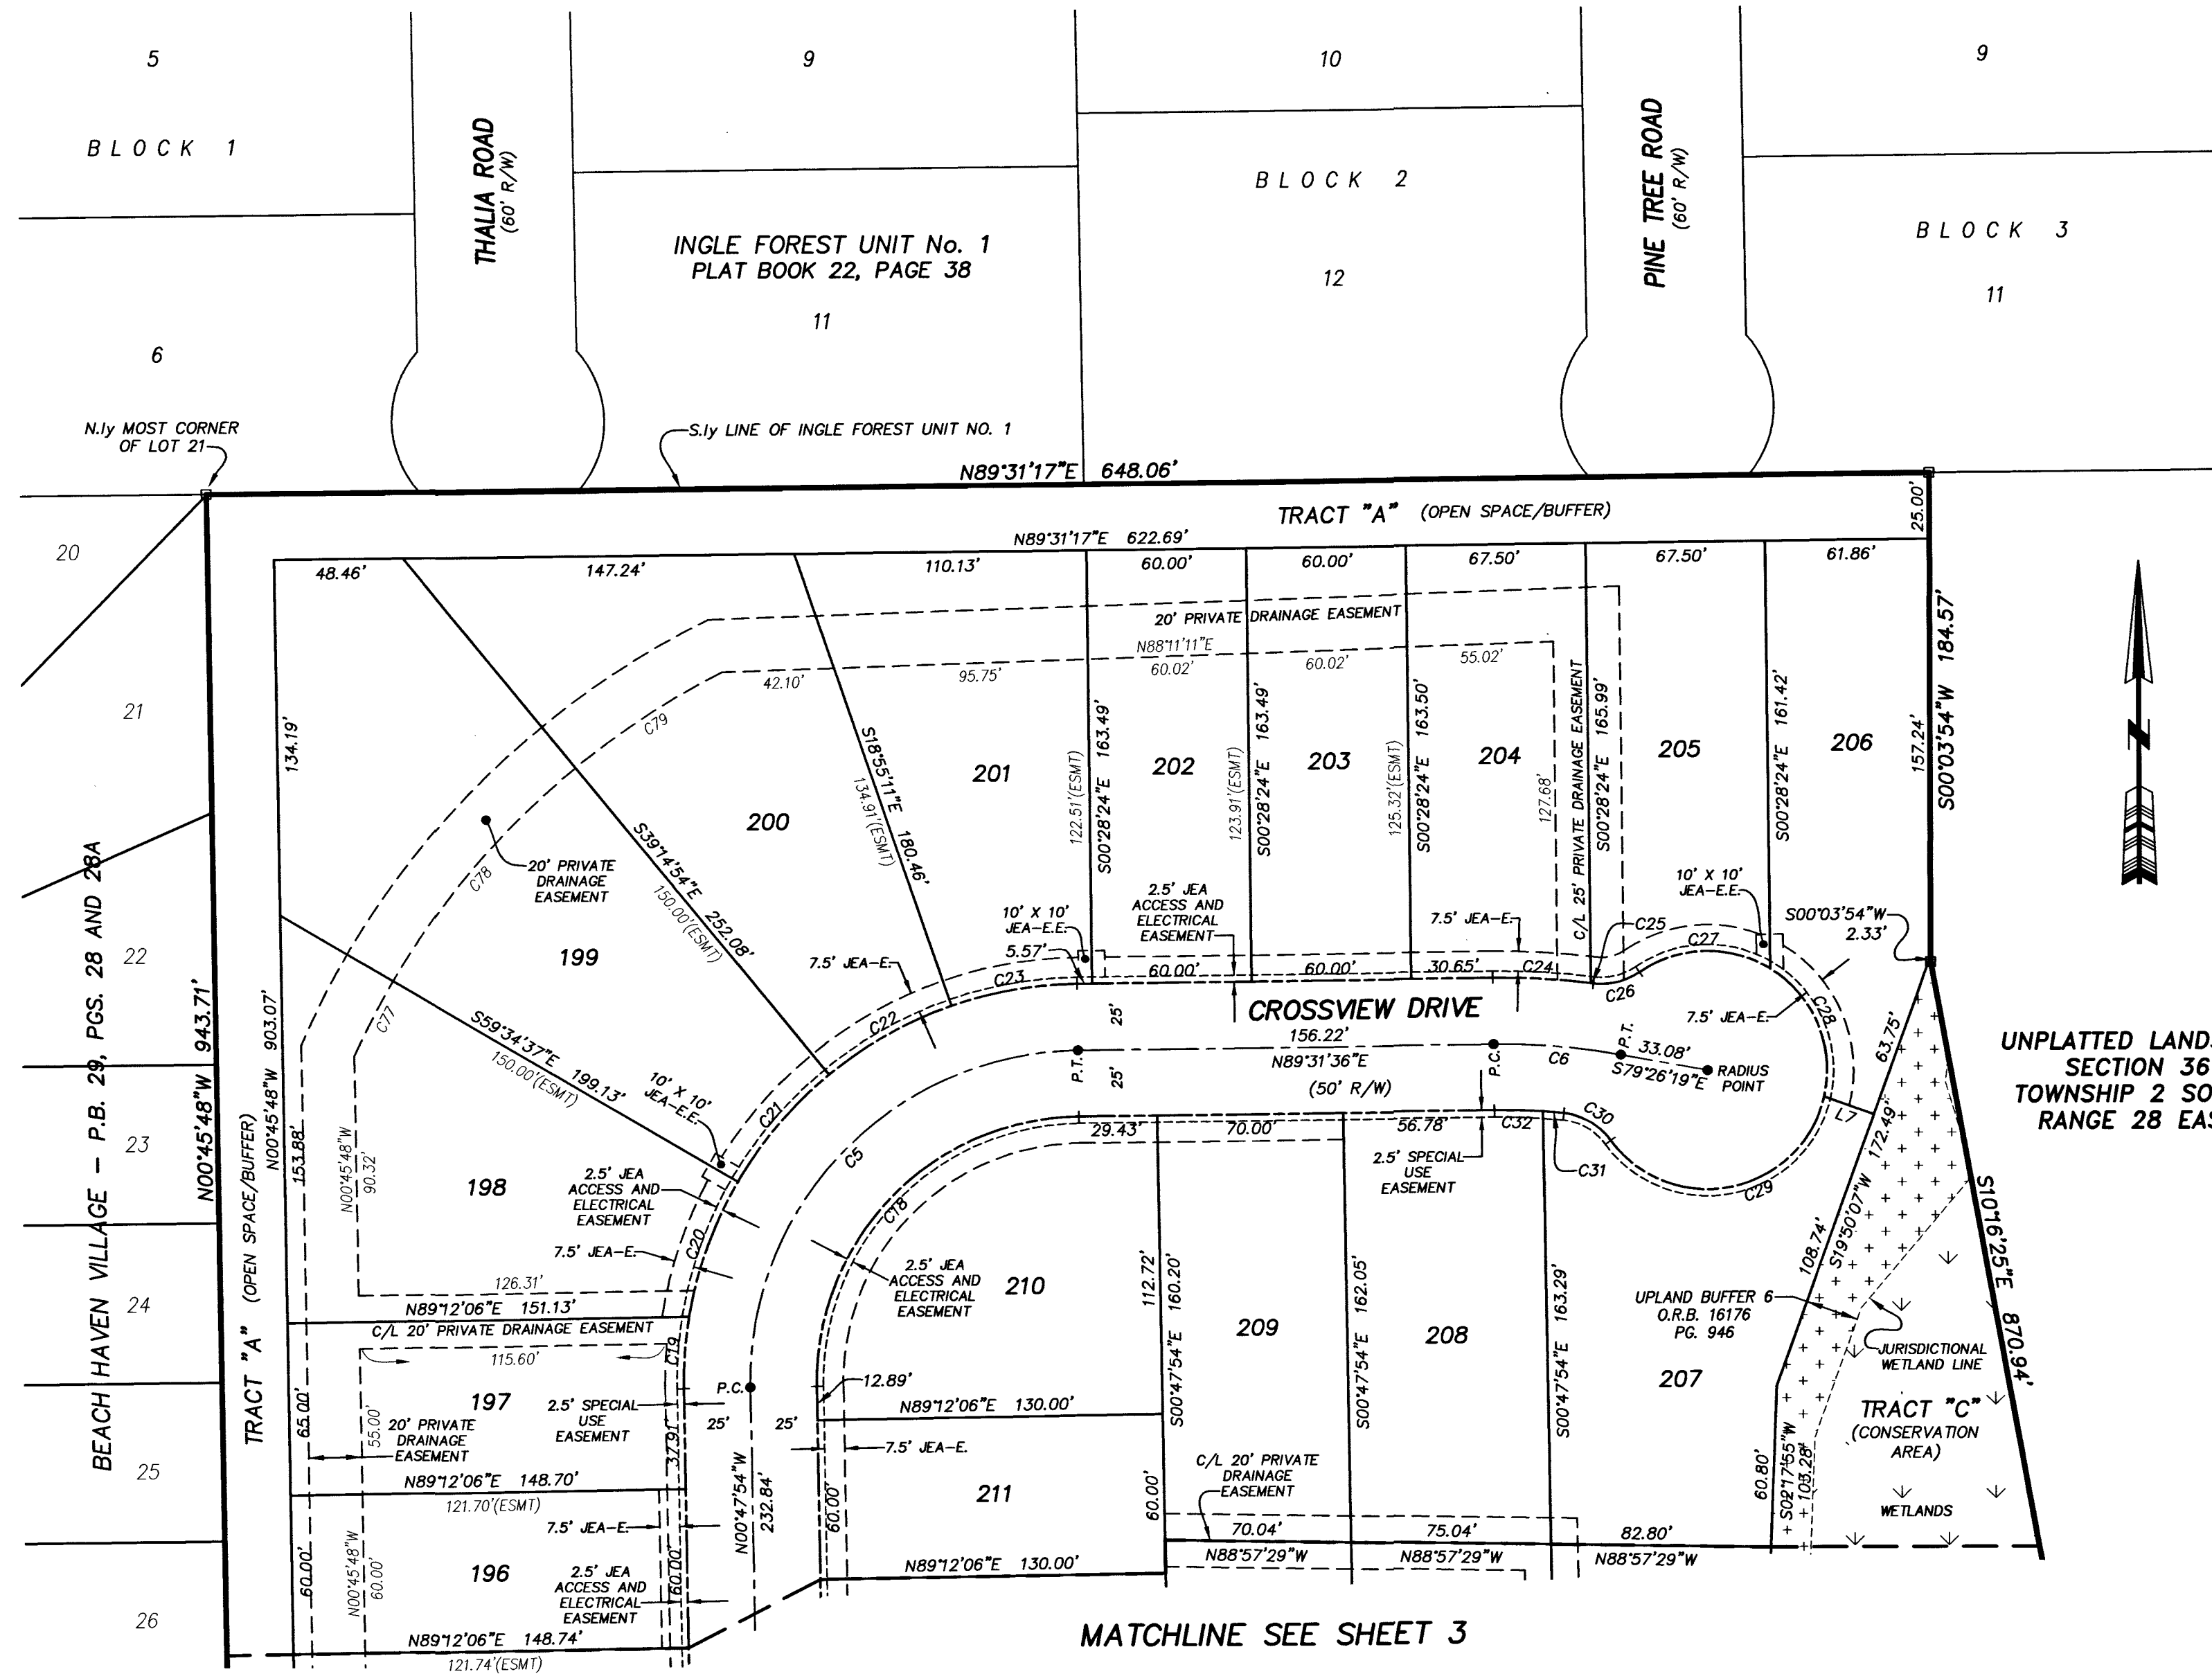 5
9
10
9
BLOCK 1
THALIA ROAD
(60' R/W)
BLOCK 2
PINE TREE ROAD
(60' R/W)
BLOCK 3
INGLE FOREST UNIT No. 1
PLAT BOOK 22, PAGE 38
12
11
11
6
N.ly MOST CORNER
OF LOT 21
S.ly LINE OF INGLE FOREST UNIT NO. 1
N89°31'17"E 648.06'
TRACT "A" (OPEN SPACE/BUFFER)
25.00'
N89°31'17"E 622.69'
48.46'
147.24'
110.13'
60.00'
60.00'
67.50'
67.50'
61.86'
20
21
22
23
24
25
26
BEACH HAVEN VILLAGE – P.B. 29, PGS. 28 AND 28A
N00°45'48"W 943.71'
TRACT "A" (OPEN SPACE/BUFFER)
N00°45'48"W 903.07'
134.19'
153.88'
65.00'
60.00'
20' PRIVATE DRAINAGE EASEMENT
N88°11'11"E
42.10'
95.75'
60.02'
60.02'
55.02'
C79
C78
C77
20' PRIVATE
DRAINAGE
EASEMENT
199
200
201
202
203
204
205
206
S59°34'37"E 199.13'
150.00'(ESMT)
S39°14'54"E 252.08'
150.00'(ESMT)
S18°55'11"E 180.46'
134.91'(ESMT)
122.51'(ESMT)
S00°28'24"E 163.49'
123.91'(ESMT)
S00°28'24"E 163.49'
125.32'(ESMT)
S00°28'24"E 163.50'
127.68'
C/L 25' PRIVATE DRAINAGE EASEMENT
S00°28'24"E 165.99'
S00°28'24"E 161.42'
157.24'
S00°03'54"W 184.57'
N
10' X 10'
JEA-E.E.
5.57'
2.5' JEA
ACCESS AND
ELECTRICAL
EASEMENT
7.5' JEA-E.
10' X 10'
JEA-E.E.
S00°03'54"W
2.33'
7.5' JEA-E.
C23
60.00'
60.00'
30.65'
C24
C25
C26
C27
C28
C22
C21
C20
C19
CROSSVIEW DRIVE
25'
25'
P.T.
156.22'
N89°31'36"E
(50' R/W)
P.C.
C6
P.T.
33.08'
S79°26'19"E
RADIUS
POINT
7.5' JEA-E.
63.75'
L7
UNPLATTED LAND
SECTION 36
TOWNSHIP 2 SO
RANGE 28 EAS
10' X 10'
JEA-E.E.
C5
29.43'
70.00'
56.78'
C32
C30
C31
C29
2.5' SPECIAL
USE
EASEMENT
N00°45'48"W
90.32'
198
2.5' JEA
ACCESS AND
ELECTRICAL
EASEMENT
7.5' JEA-E.
126.31'
N89°12'06"E 151.13'
C/L 20' PRIVATE DRAINAGE EASEMENT
115.60'
C18
2.5' JEA
ACCESS AND
ELECTRICAL
EASEMENT
210
112.72'
S00°47'54"E 160.20'
209
S00°47'54"E 162.05'
208
S00°47'54"E 163.29'
207
108.74'
S19°50'07"W 172.49'
S10°16'25"E 870.94'
UPLAND BUFFER 6
O.R.B. 16176
PG. 946
JURISDICTIONAL
WETLAND LINE
TRACT "C"
(CONSERVATION
AREA)
WETLANDS
60.80'
S02°17'55"W
103.28'
197
20' PRIVATE
DRAINAGE
EASEMENT
55.00'
2.5' SPECIAL
USE
EASEMENT
37.91'
P.C.
25'
25'
12.89'
N89°12'06"E 130.00'
7.5' JEA-E.
N89°12'06"E 148.70'
121.70'(ESMT)
7.5' JEA-E.
N00°47'54"W
232.84'
60.00'
211
60.00'
C/L 20' PRIVATE
DRAINAGE
EASEMENT
70.04'
75.04'
82.80'
N88°57'29"W
N88°57'29"W
N88°57'29"W
N89°12'06"E 130.00'
N00°45'48"W
60.00'
196
2.5' JEA
ACCESS AND
ELECTRICAL
EASEMENT
60.00'
N89°12'06"E 148.74'
121.74'(ESMT)
MATCHLINE SEE SHEET 3